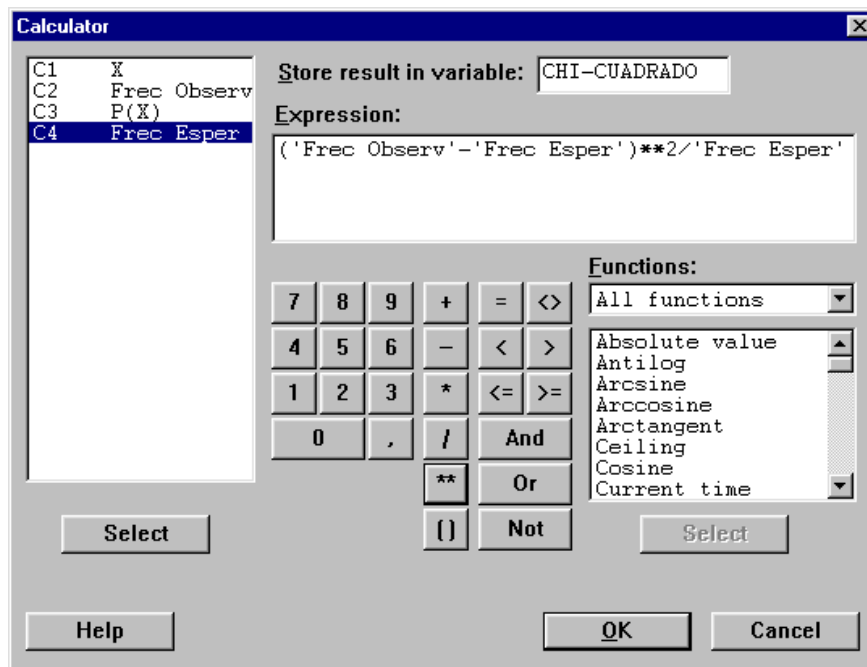 Calculator
C1 X
C2 Frec Observ
C3 P(X)
C4 Frec Esper
Store result in variable: CHI-CUADRADO
Expression:
('Frec Observ'-'Frec Esper')**2/'Frec Esper'
Functions:
All functions
7 8 9 + = <>
4 5 6 - < >
1 2 3 * <= >=
0 , / And
** Or
() Not
Absolute value
Antilog
Arcsine
Arccosine
Arctangent
Ceiling
Cosine
Current time
Select
Select
Help
OK
Cancel